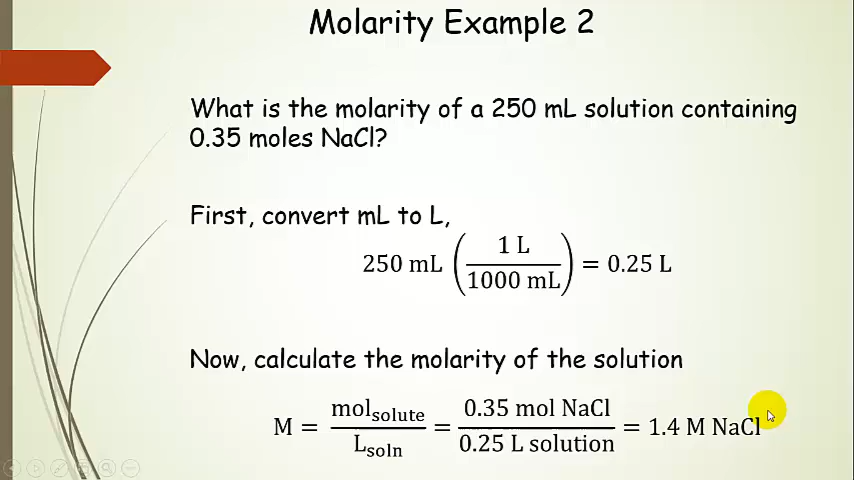 Molarity Example 2
What is the molarity of a 250 mL solution containing
0.35 moles NaCl?
First, convert mL to L,
250 mL (1 L / 1000 mL) = 0.25 L
Now, calculate the molarity of the solution
M = mol_solute / L_soln = 0.35 mol NaCl / 0.25 L solution = 1.4 M NaCl